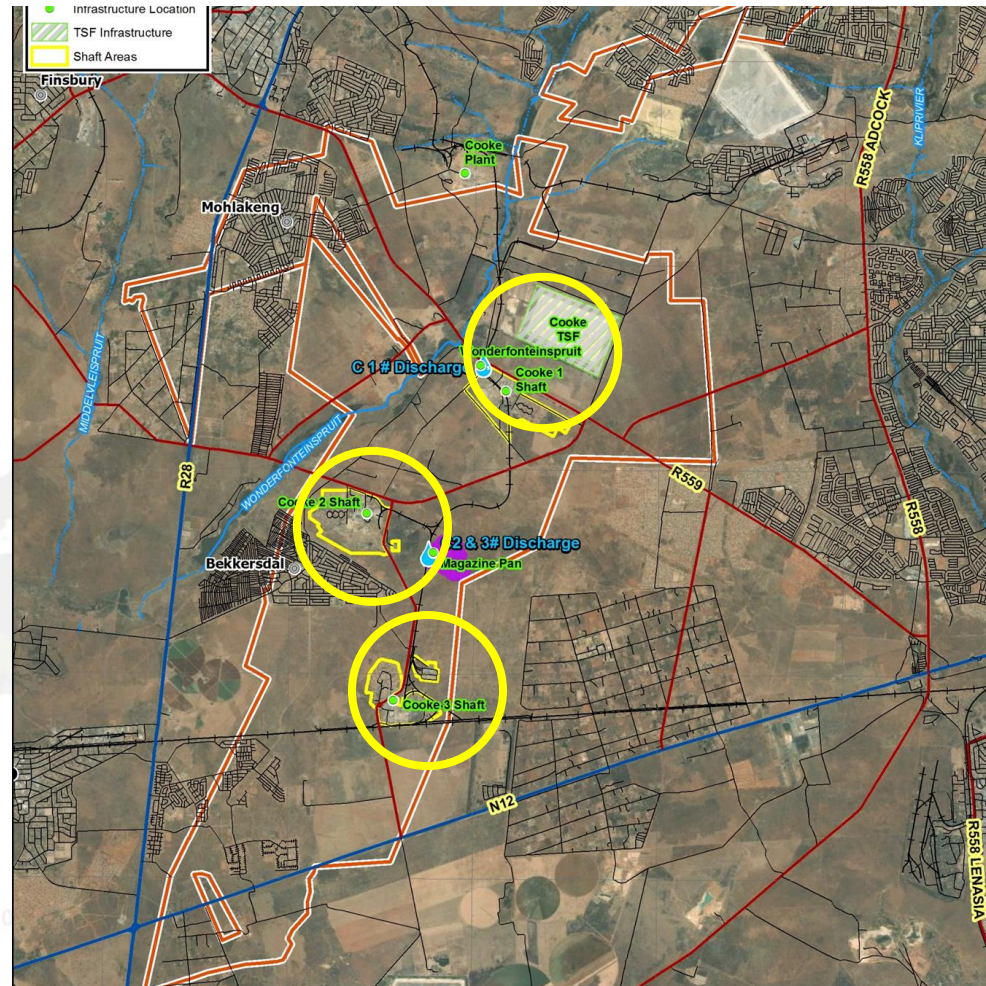 Infrastructure Location
TSF Infrastructure
Shaft Areas
Finsbury
Cooke
Plant
R558 ADCOCK
KLIPRIVIER
Mohlakeng
Cooke
TSF
Wonderfonteinspruit
C 1 # Discharge
Cooke 1
Shaft
MIDDELVLEISPRUIT
WONDERFONTEINSPRUIT
R28
R559
R558
Cooke 2 Shaft
2 & 3# Discharge
Magazine Pan
Bekkersdal
Cooke 3 Shaft
N12
R558 LENASIA